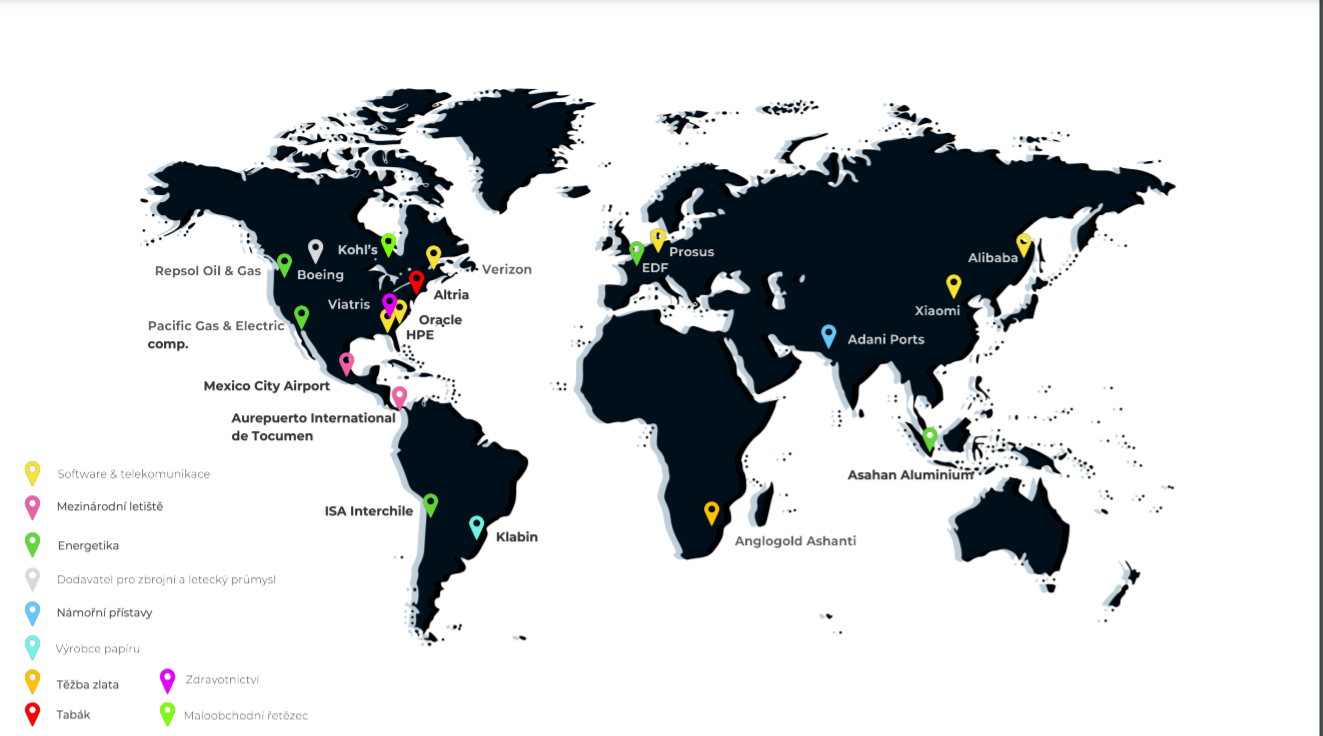 Kohl's
Verizon
Repsol Oil & Gas
Boeing
Prosus
EDF
Alibaba
Altria
Viatris
Xiaomi
Oracle
Pacific Gas & Electric
comp.
HPE
Adani Ports
Mexico City Airport
Aurepuerto International
de Tocumen
Asahan Aluminium
ISA Interchile
Klabin
Anglogold Ashanti
Software & telekomunikace
Mezinárodní letiště
Energetika
Dodavatel pro zbrojní a letecký průmysl
Námořní přístavy
Výrobce papíru
Těžba zlata
Zdravotnictví
Tabák
Maloobchodní řetězec